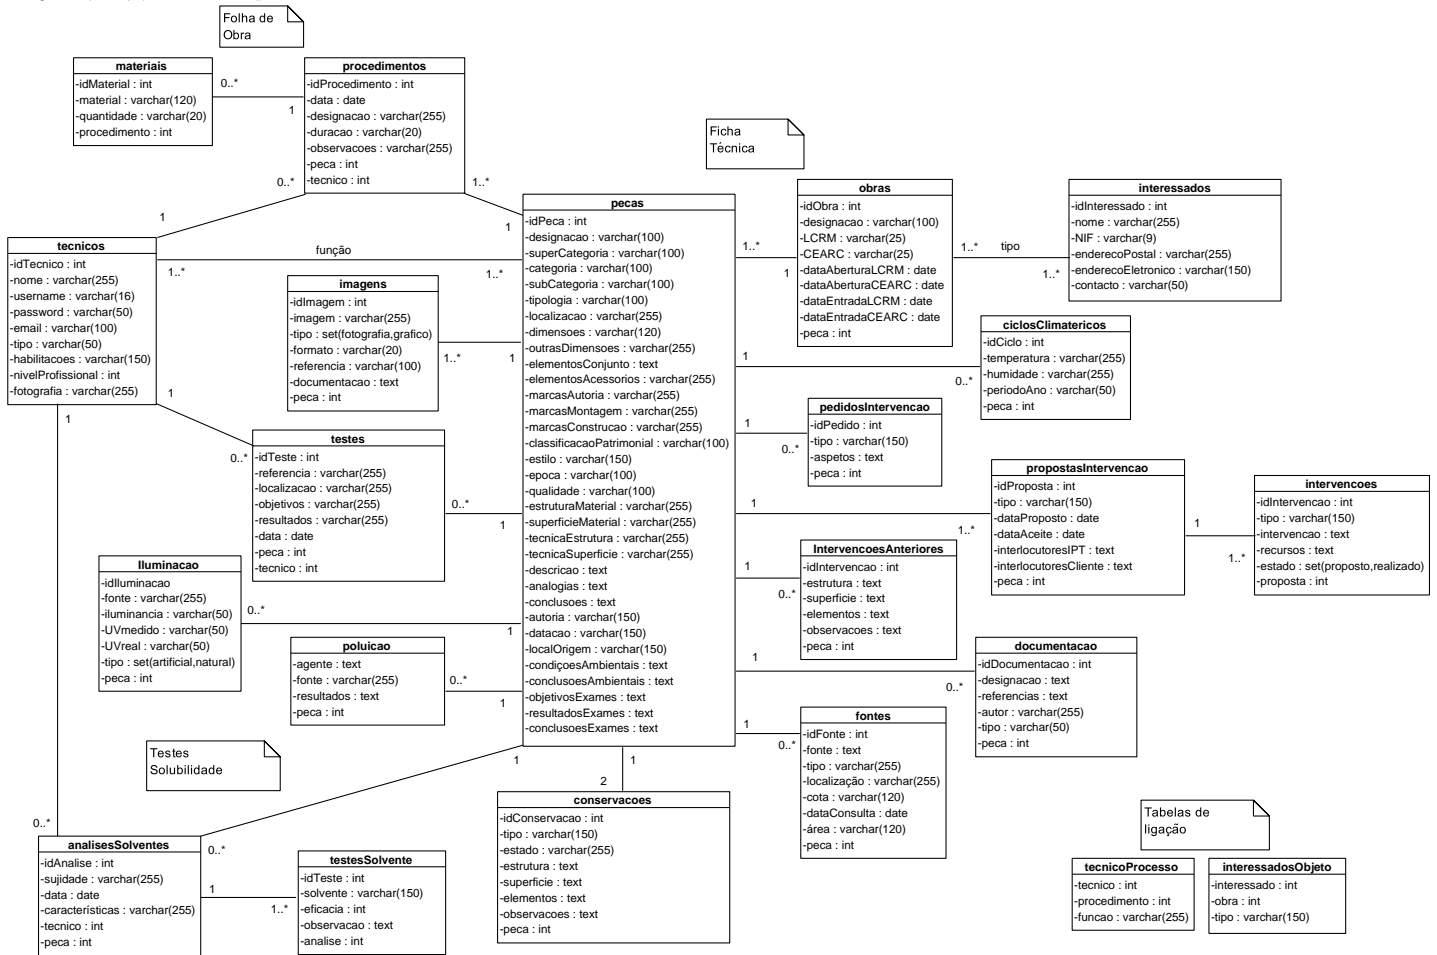 Folha de
Obra
materiais
-idMaterial : int
-material : varchar(120)
-quantidade : varchar(20)
-procedimento : int
0..*
1
procedimentos
-idProcedimento : int
-data : date
-designacao : varchar(255)
-duracao : varchar(20)
-observacoes : varchar(255)
-peca : int
-tecnico : int
0..*
1..*
1
1
Ficha
Técnica
tecnicos
-idTecnico : int
-nome : varchar(255)
-username : varchar(16)
-password : varchar(50)
-email : varchar(100)
-tipo : varchar(50)
-habilitacoes : varchar(150)
-nivelProfissional : int
-fotografia : varchar(255)
função
1..*
1..*
1
1
imagens
-idImagem : int
-imagem : varchar(255)
-tipo : set(fotografia,grafico)
-formato : varchar(20)
-referencia : varchar(100)
-documentacao : text
-peca : int
1..*
1
pecas
-idPeca : int
-designacao : varchar(100)
-superCategoria : varchar(100)
-categoria : varchar(100)
-subCategoria : varchar(100)
-tipologia : varchar(100)
-localizacao : varchar(255)
-dimensoes : varchar(120)
-outrasDimensoes : varchar(255)
-elementosConjunto : text
-elementosAcessorios : varchar(255)
-marcasAutoria : varchar(255)
-marcasMontagem : varchar(255)
-marcasConstrucao : varchar(255)
-classificacaoPatrimonial : varchar(100)
-estilo : varchar(150)
-epoca : varchar(100)
-qualidade : varchar(100)
-estruturaMaterial : varchar(255)
-superficieMaterial : varchar(255)
-tecnicaEstrutura : varchar(255)
-tecnicaSuperficie : varchar(255)
-descricao : text
-analogias : text
-conclusoes : text
-autoria : varchar(150)
-datacao : varchar(150)
-localOrigem : varchar(150)
-condiçoesAmbientais : text
-conclusoesAmbientais : text
-objetivosExames : text
-resultadosExames : text
-conclusoesExames : text
obras
-idObra : int
-designacao : varchar(100)
-LCRM : varchar(25)
-CEARC : varchar(25)
-dataAberturaLCRM : date
-dataAberturaCEARC : date
-dataEntradaLCRM : date
-dataEntradaCEARC : date
-peca : int
1..*
1
1..*
tipo
1..*
interessados
-idInteressado : int
-nome : varchar(255)
-NIF : varchar(9)
-enderecoPostal : varchar(255)
-enderecoEletronico : varchar(150)
-contacto : varchar(50)
ciclosClimatericos
-idCiclo : int
-temperatura : varchar(255)
-humidade : varchar(255)
-periodoAno : varchar(50)
-peca : int
1
0..*
pedidosIntervencao
-idPedido : int
-tipo : varchar(150)
-aspetos : text
-peca : int
1
0..*
testes
-idTeste : int
-referencia : varchar(255)
-localizacao : varchar(255)
-objetivos : varchar(255)
-resultados : varchar(255)
-data : date
-peca : int
-tecnico : int
0..*
0..*
1
propostasIntervencao
-idProposta : int
-tipo : varchar(150)
-dataProposto : date
-dataAceite : date
-interlocutoresIPT : text
-interlocutoresCliente : text
-peca : int
1
1..*
1
1..*
intervencoes
-idIntervencao : int
-tipo : varchar(150)
-intervencao : text
-recursos : text
-estado : set(proposto,realizado)
-proposta : int
Iluminacao
-idIluminacao
-fonte : varchar(255)
-iluminancia : varchar(50)
-UVmedido : varchar(50)
-UVreal : varchar(50)
-tipo : set(artificial,natural)
-peca : int
0..*
1
IntervencoesAnteriores
-idIntervencao : int
-estrutura : text
-superficie : text
-elementos : text
-observacoes : text
-peca : int
1
0..*
poluicao
-agente : text
-fonte : varchar(255)
-resultados : text
-peca : int
0..*
1
documentacao
-idDocumentacao : int
-designacao : text
-referencias : text
-autor : varchar(255)
-tipo : varchar(50)
-peca : int
1
0..*
fontes
-idFonte : int
-fonte : text
-tipo : varchar(255)
-localização : varchar(255)
-cota : varchar(120)
-dataConsulta : date
-área : varchar(120)
-peca : int
1
0..*
Testes
Solubilidade
1
1
2
conservacoes
-idConservacao : int
-tipo : varchar(150)
-estado : varchar(255)
-estrutura : text
-superficie : text
-elementos : text
-observacoes : text
-peca : int
0..*
analisesSolventes
-idAnalise : int
-sujidade : varchar(255)
-data : date
-características : varchar(255)
-tecnico : int
-peca : int
0..*
1
1..*
testesSolvente
-idTeste : int
-solvente : varchar(150)
-eficacia : int
-observacao : text
-analise : int
Tabelas de
ligação
tecnicoProcesso
-tecnico : int
-procedimento : int
-funcao : varchar(255)
interessadosObjeto
-interessado : int
-obra : int
-tipo : varchar(150)